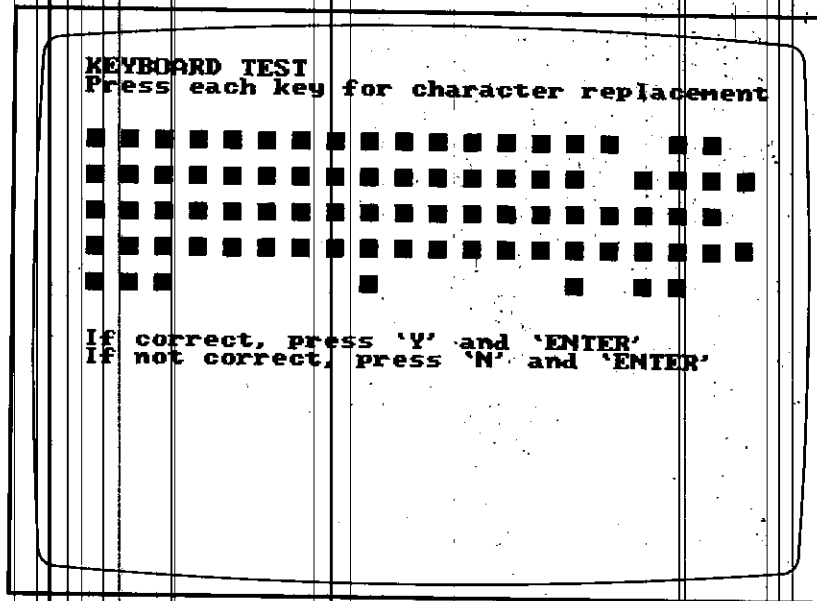 KEYBOARD TEST
Press each key for character replacement
If correct, press 'Y' and 'ENTER'
If not correct, press 'N' and 'ENTER'